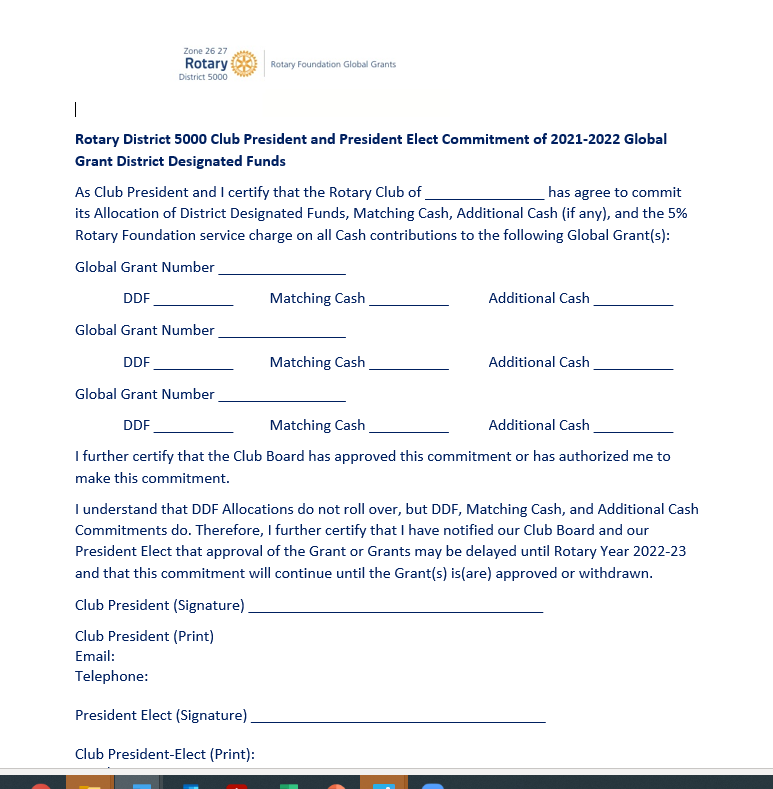 Zone 26 27
Rotary
District 5000
Rotary Foundation Global Grants
Rotary District 5000 Club President and President Elect Commitment of 2021-2022 Global
Grant District Designated Funds
As Club President and I certify that the Rotary Club of _______________ has agree to commit
its Allocation of District Designated Funds, Matching Cash, Additional Cash (if any), and the 5%
Rotary Foundation service charge on all Cash contributions to the following Global Grant(s):
Global Grant Number ________________
DDF __________ Matching Cash __________ Additional Cash __________
Global Grant Number ________________
DDF __________ Matching Cash __________ Additional Cash __________
Global Grant Number ________________
DDF __________ Matching Cash __________ Additional Cash __________
I further certify that the Club Board has approved this commitment or has authorized me to
make this commitment.
I understand that DDF Allocations do not roll over, but DDF, Matching Cash, and Additional Cash
Commitments do. Therefore, I further certify that I have notified our Club Board and our
President Elect that approval of the Grant or Grants may be delayed until Rotary Year 2022-23
and that this commitment will continue until the Grant(s) is(are) approved or withdrawn.
Club President (Signature) _____________________________________
Club President (Print)
Email:
Telephone:
President Elect (Signature) _____________________________________
Club President-Elect (Print):